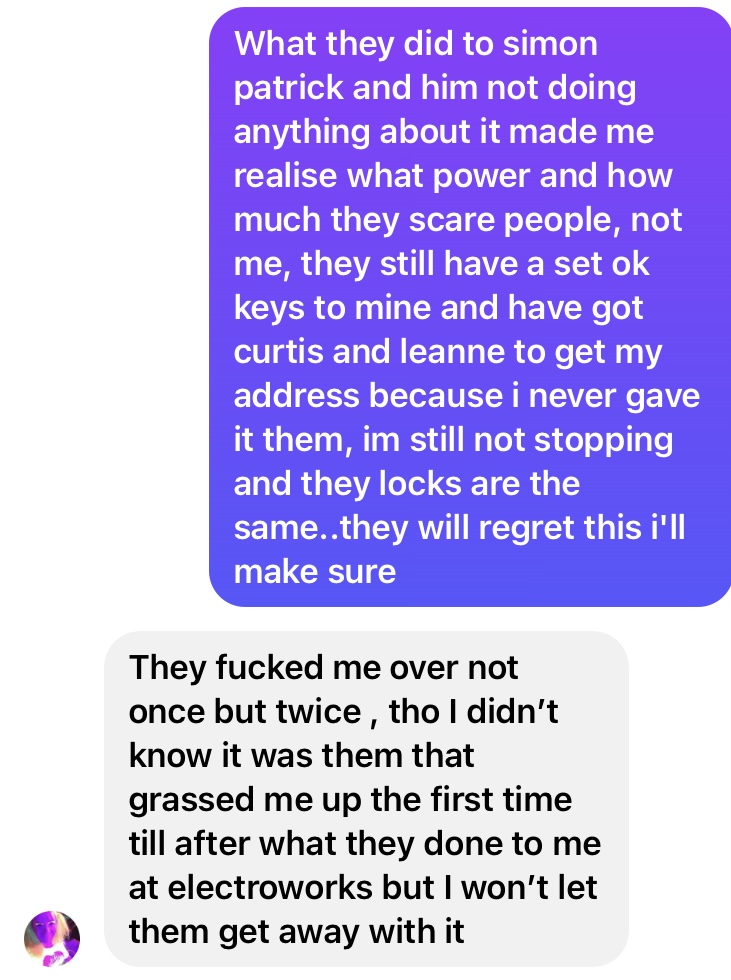 What they did to simon
patrick and him not doing
anything about it made me
realise what power and how
much they scare people, not
me, they still have a set ok
keys to mine and have got
curtis and leanne to get my
address because i never gave
it them, im still not stopping
and they locks are the
same..they will regret this i'll
make sure
They fucked me over not
once but twice , tho I didn’t
know it was them that
grassed me up the first time
till after what they done to me
at electroworks but I won’t let
them get away with it